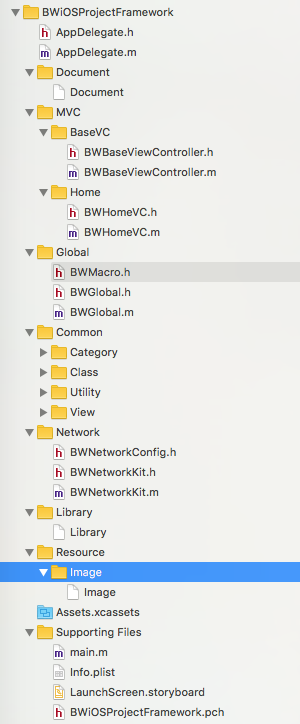 BWiOSProjectFramework
h AppDelegate.h
m AppDelegate.m
Document
Document
MVC
BaseVC
h BWBaseViewController.h
m BWBaseViewController.m
Home
h BWHomeVC.h
m BWHomeVC.m
Global
h BWMacro.h
h BWGlobal.h
m BWGlobal.m
Common
Category
Class
Utility
View
Network
h BWNetworkConfig.h
h BWNetworkKit.h
m BWNetworkKit.m
Library
Library
Resource
Image
Image
Assets.xcassets
Supporting Files
m main.m
Info.plist
LaunchScreen.storyboard
h BWiOSProjectFramework.pch